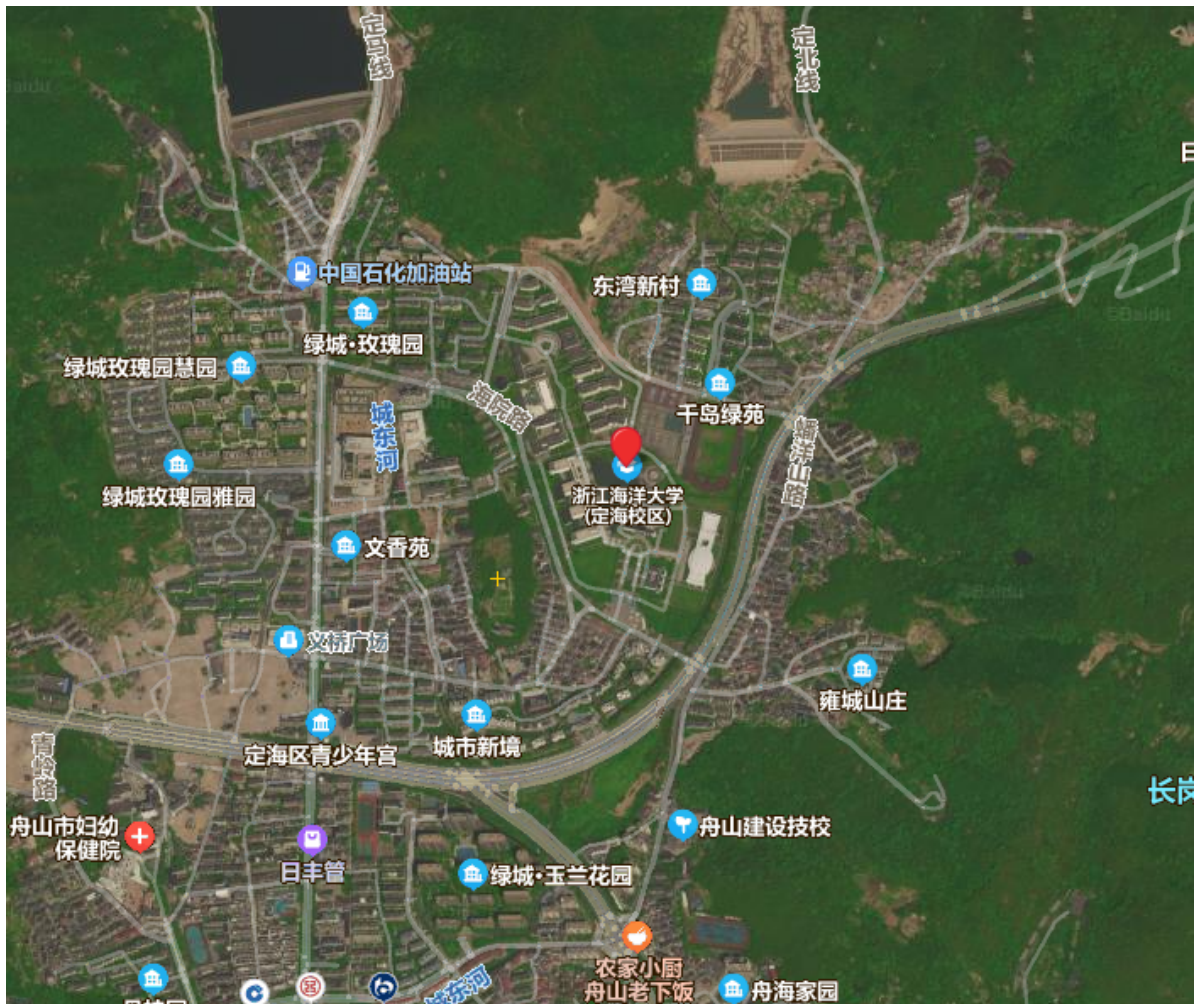 定马线
定北线
Baidu
中国石化加油站
东湾新村
©Baidu
绿城·玫瑰园
绿城玫瑰园慧园
海院路
千岛绿苑
城东河
蟠洋山路
绿城玫瑰园雅园
浙江海洋大学
(定海校区)
文香苑
义桥广场
雍城山庄
定海区青少年宫
城市新境
青岭路
长岗
舟山市妇幼
保健院
舟山建设技校
日丰管
绿城·玉兰花园
农家小厨
舟山老下饭
城东河
舟海家园